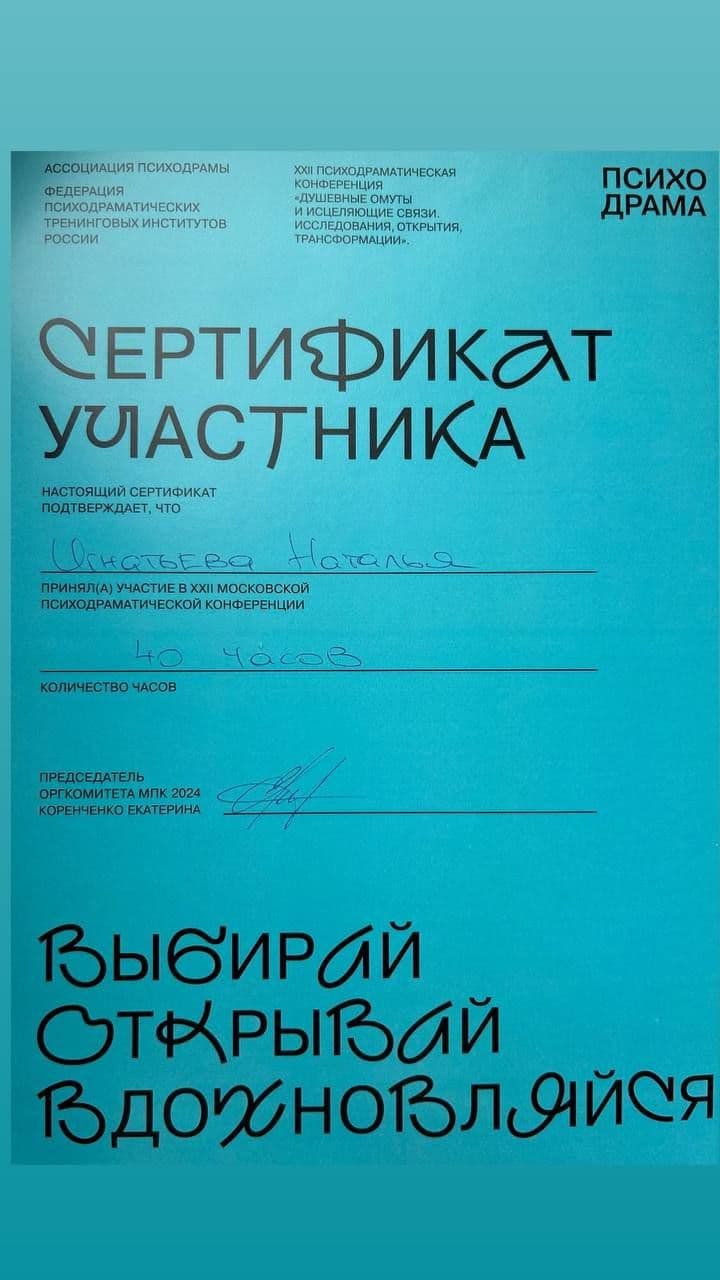 АССОЦИАЦИЯ ПСИХОДРАМЫ
ФЕДЕРАЦИЯ
ПСИХОДРАМАТИЧЕСКИХ
ТРЕНИНГОВЫХ ИНСТИТУТОВ
РОССИИ
XXII ПСИХОДРАМАТИЧЕСКАЯ
КОНФЕРЕНЦИЯ
«ДУШЕВНЫЕ ОМУТЫ
И ИСЦЕЛЯЮЩИЕ СВЯЗИ.
ИССЛЕДОВАНИЯ, ОТКРЫТИЯ,
ТРАНСФОРМАЦИИ».
ПСИХО
ДРАМА
СЕРТИФИКАТ
УЧАСТНИКА
НАСТОЯЩИЙ СЕРТИФИКАТ
ПОДТВЕРЖДАЕТ, ЧТО
Игнатьева Наталья
ПРИНЯЛ(А) УЧАСТИЕ В XXII МОСКОВСКОЙ
ПСИХОДРАМАТИЧЕСКОЙ КОНФЕРЕНЦИИ
40 часов
КОЛИЧЕСТВО ЧАСОВ
ПРЕДСЕДАТЕЛЬ
ОРГКОМИТЕТА МПК 2024
КОРЕНЧЕНКО ЕКАТЕРИНА
ВЫБИРАЙ
ОТКРЫВАЙ
ВДОХНОВЛЯЙСЯ